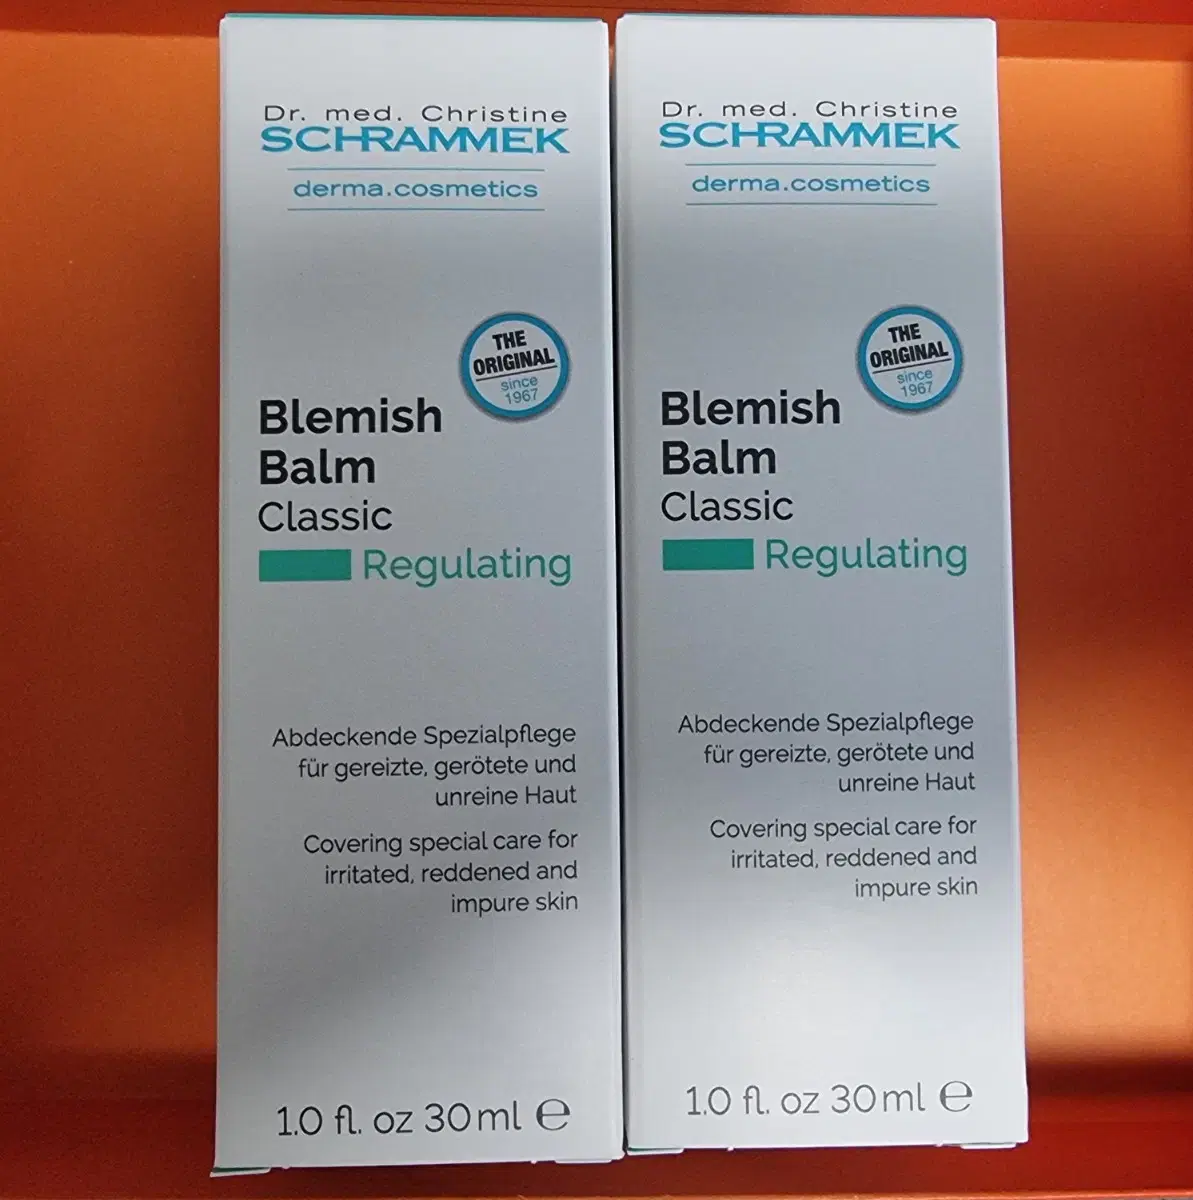 Dr. med. Christine
SCHRAMMEK
derma.cosmetics
THE
ORIGINAL
since
1967
Blemish
Balm
Classic
Regulating
Abdeckende Spezialpflege
für gereizte, gerötete und
unreine Haut
Covering special care for
irritated, reddened and
impure skin
1.0 fl. oz 30 ml ℮
Dr. med. Christine
SCHRAMMEK
derma.cosmetics
THE
ORIGINAL
since
1967
Blemish
Balm
Classic
Regulating
Abdeckende Spezialpflege
für gereizte, gerötete und
unreine Haut
Covering special care for
irritated, reddened and
impure skin
1.0 fl. oz 30 ml ℮